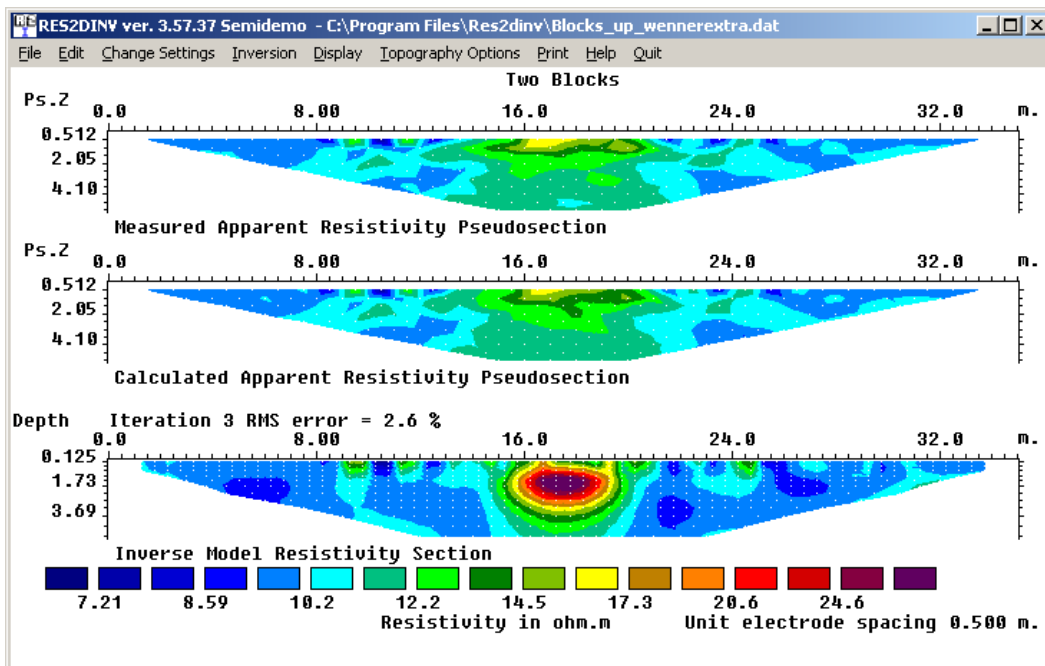 RES2DINV ver. 3.57.37 Semidemo - C:\Program Files\Res2dinv\Blocks_up_wennerextra.dat
File Edit Change Settings Inversion Display Topography Options Print Help Quit
Two Blocks
Ps.Z 0.0 8.00 16.0 24.0 32.0 m.
0.512
2.05
4.10
Measured Apparent Resistivity Pseudosection
Ps.Z 0.0 8.00 16.0 24.0 32.0 m.
0.512
2.05
4.10
Calculated Apparent Resistivity Pseudosection
Depth Iteration 3 RMS error = 2.6 %
0.0 8.00 16.0 24.0 32.0 m.
0.125
1.73
3.69
Inverse Model Resistivity Section
7.21 8.59 10.2 12.2 14.5 17.3 20.6 24.6
Resistivity in ohm.m Unit electrode spacing 0.500 m.